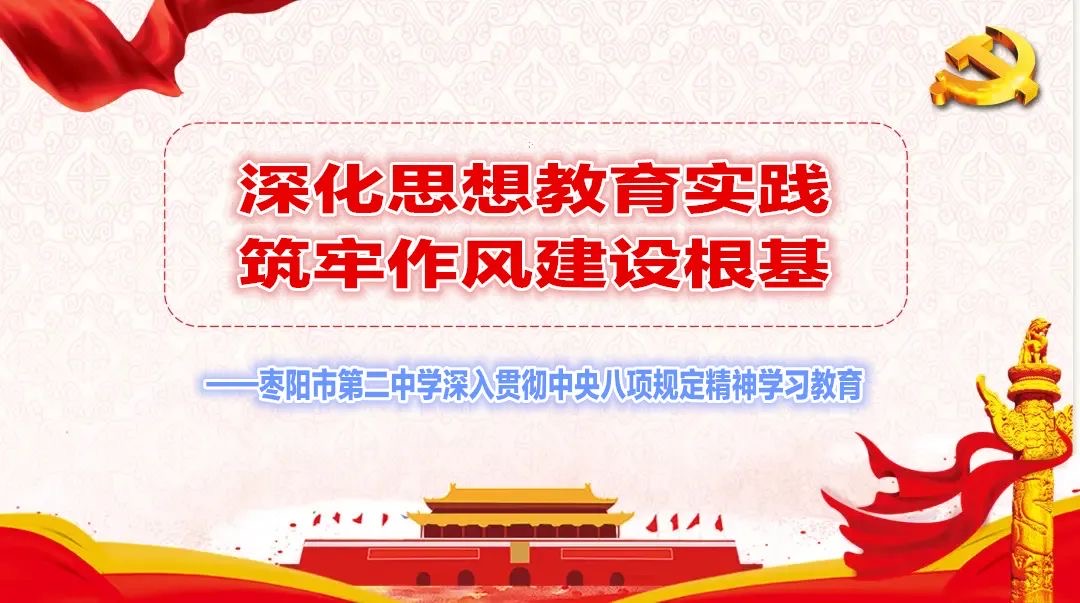 深化思想教育实践
筑牢作风建设根基
——枣阳市第二中学深入贯彻中央八项规定精神学习教育